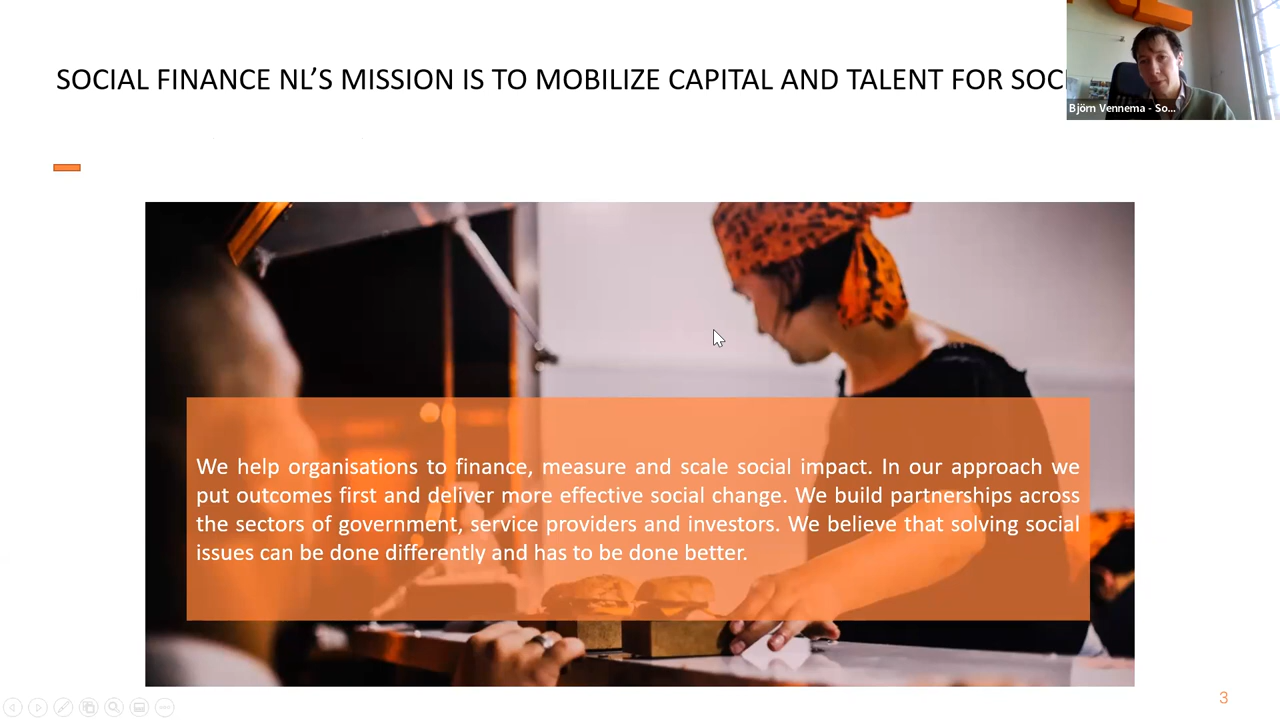 SOCIAL FINANCE NL’S MISSION IS TO MOBILIZE CAPITAL AND TALENT FOR
Björn Vennema - So...
We help organisations to finance, measure and scale social impact. In our approach we
put outcomes first and deliver more effective social change. We build partnerships across
the sectors of government, service providers and investors. We believe that solving social
issues can be done differently and has to be done better.
3